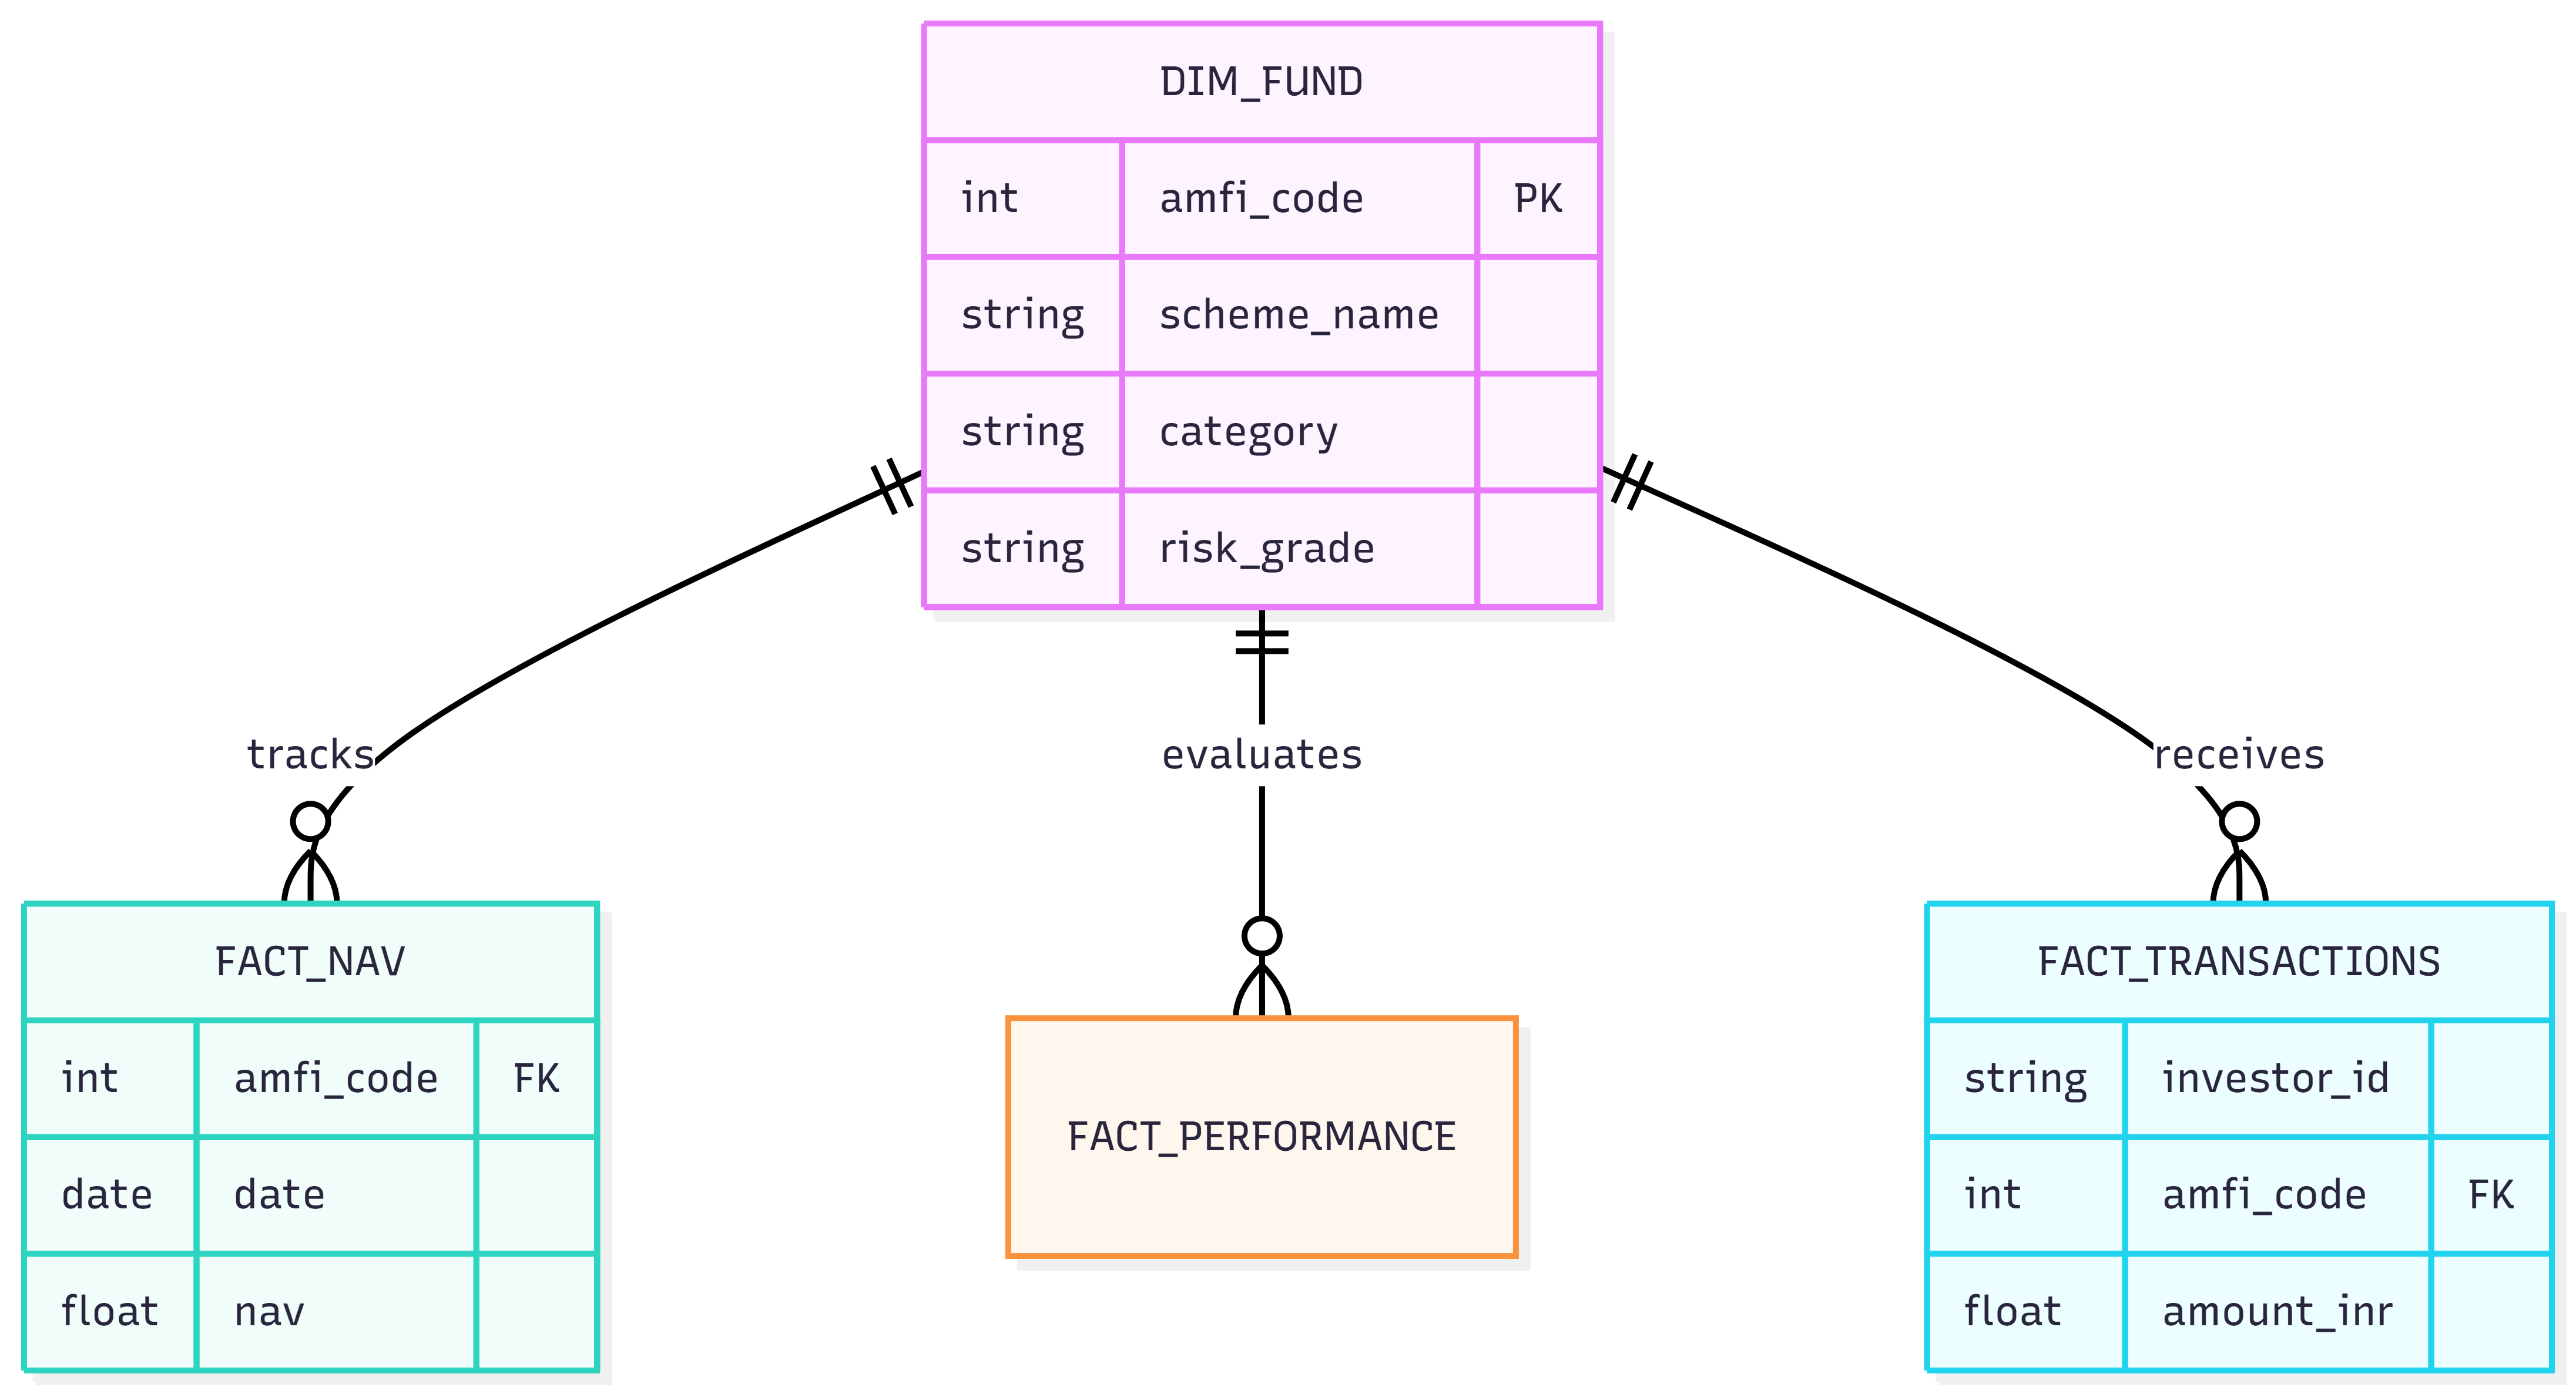 DIM_FUND
int amfi_code PK
string scheme_name
string category
string risk_grade
tracks
evaluates
receives
FACT_NAV
int amfi_code FK
date date
float nav
FACT_PERFORMANCE
FACT_TRANSACTIONS
string investor_id
int amfi_code FK
float amount_inr